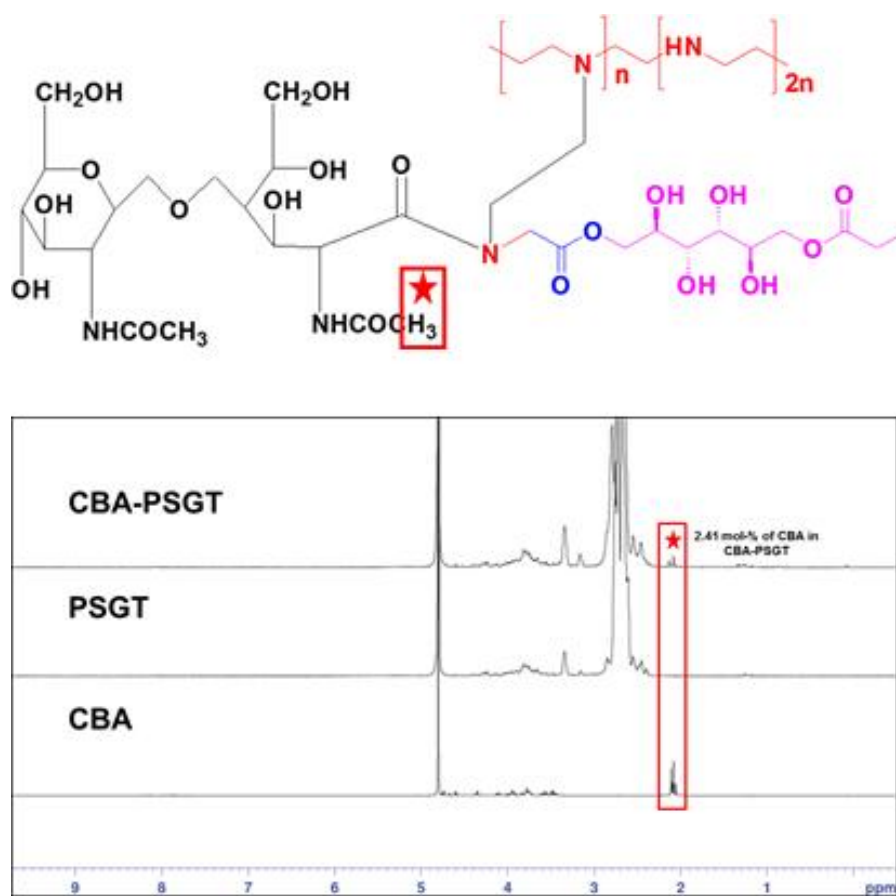 HN
N
n
2n
CH₂OH
CH₂OH
O
OH
O
OH
OH
OH
O
OH
OH
O
O
N
O
O
OH
OH
OH
NHCOCH₃
NHCOCH₃
CBA-PSGT
2.41 mol-% of CBA in
CBA-PSGT
PSGT
CBA
9 8 7 6 5 4 3 2 1 ppm